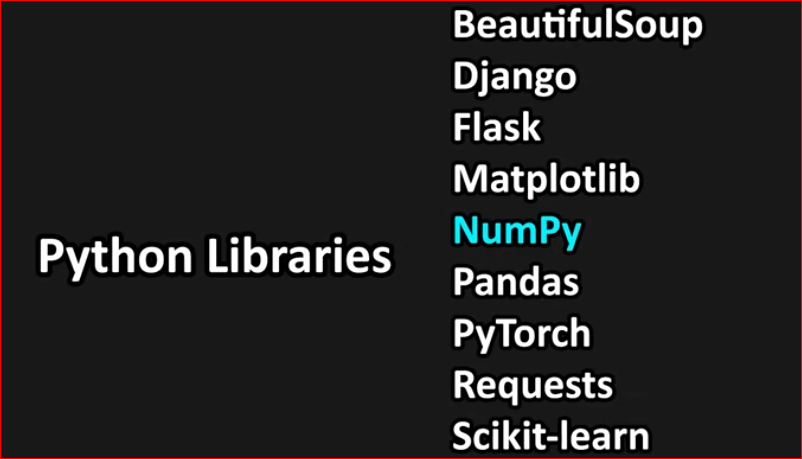 Python Libraries
BeautifulSoup
Django
Flask
Matplotlib
NumPy
Pandas
PyTorch
Requests
Scikit-learn